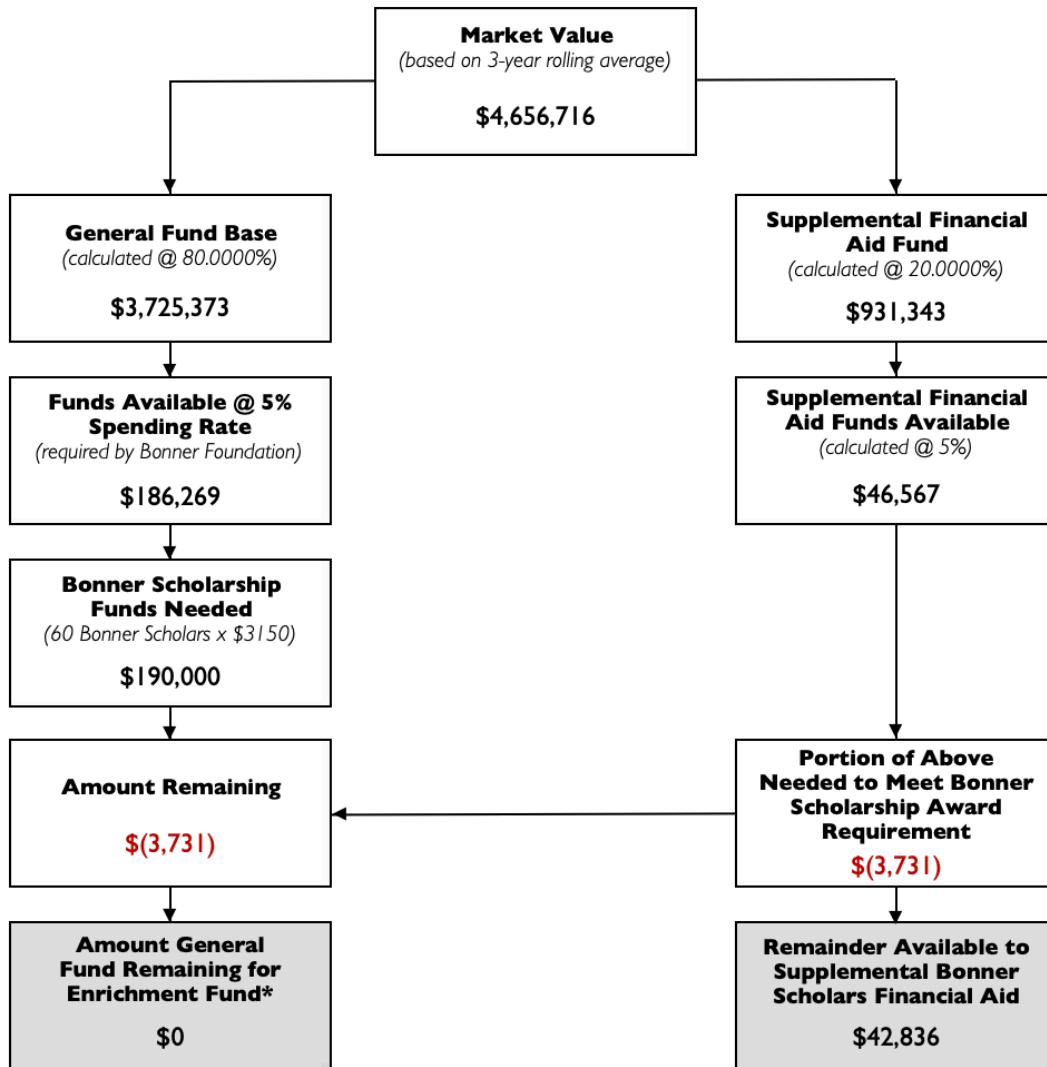 Market Value
(based on 3-year rolling average)
$4,656,716
General Fund Base
(calculated @ 80.0000%)
$3,725,373
Supplemental Financial
Aid Fund
(calculated @ 20.0000%)
$931,343
Funds Available @ 5%
Spending Rate
(required by Bonner Foundation)
$186,269
Supplemental Financial
Aid Funds Available
(calculated @ 5%)
$46,567
Bonner Scholarship
Funds Needed
(60 Bonner Scholars x $3150)
$190,000
Amount Remaining
$(3,731)
Portion of Above
Needed to Meet Bonner
Scholarship Award
Requirement
$(3,731)
Amount General
Fund Remaining for
Enrichment Fund*
$0
Remainder Available to
Supplemental Bonner
Scholars Financial Aid
$42,836